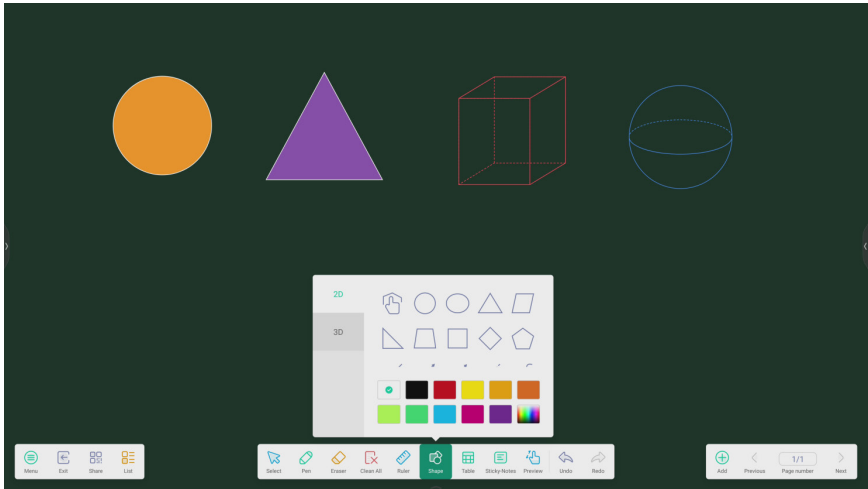 2D
3D
Menu
Exit
Share
List
Select
Pen
Eraser
Clean All
Ruler
Shape
Table
Sticky-Notes
Preview
Undo
Redo
Add
Previous
1/1
Page number
Next